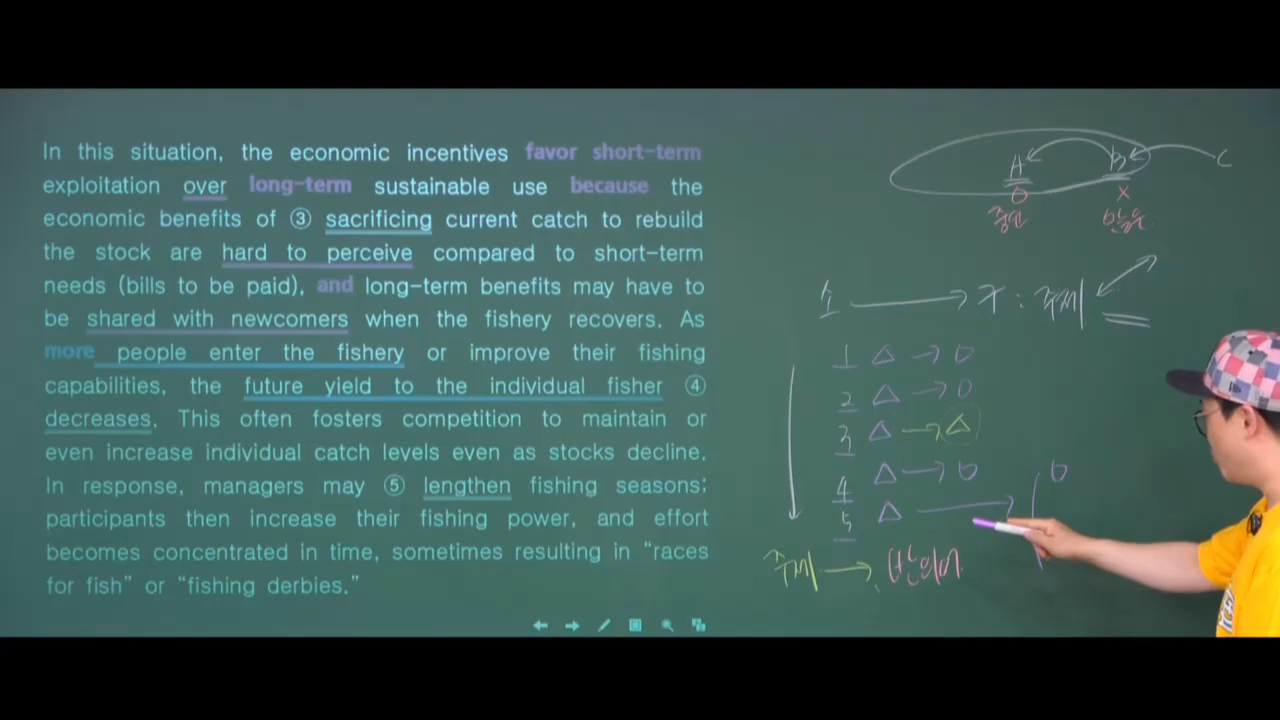 In this situation, the economic incentives favor short-term
exploitation over long-term sustainable use because the
economic benefits of ③ sacrificing current catch to rebuild
the stock are hard to perceive compared to short-term
needs (bills to be paid), and long-term benefits may have to
be shared with newcomers when the fishery recovers. As
more people enter the fishery or improve their fishing
capabilities, the future yield to the individual fisher ④
decreases. This often fosters competition to maintain or
even increase individual catch levels even as stocks decline.
In response, managers may ⑤ lengthen fishing seasons;
participants then increase their fishing power, and effort
becomes concentrated in time, sometimes resulting in “races
for fish” or “fishing derbies.”
A B C
O X
소 → 주 : 주제
1 △ → O
2 △ → O
3 △ → △
4 △ → O O
5 △ →
주제 → 반의어